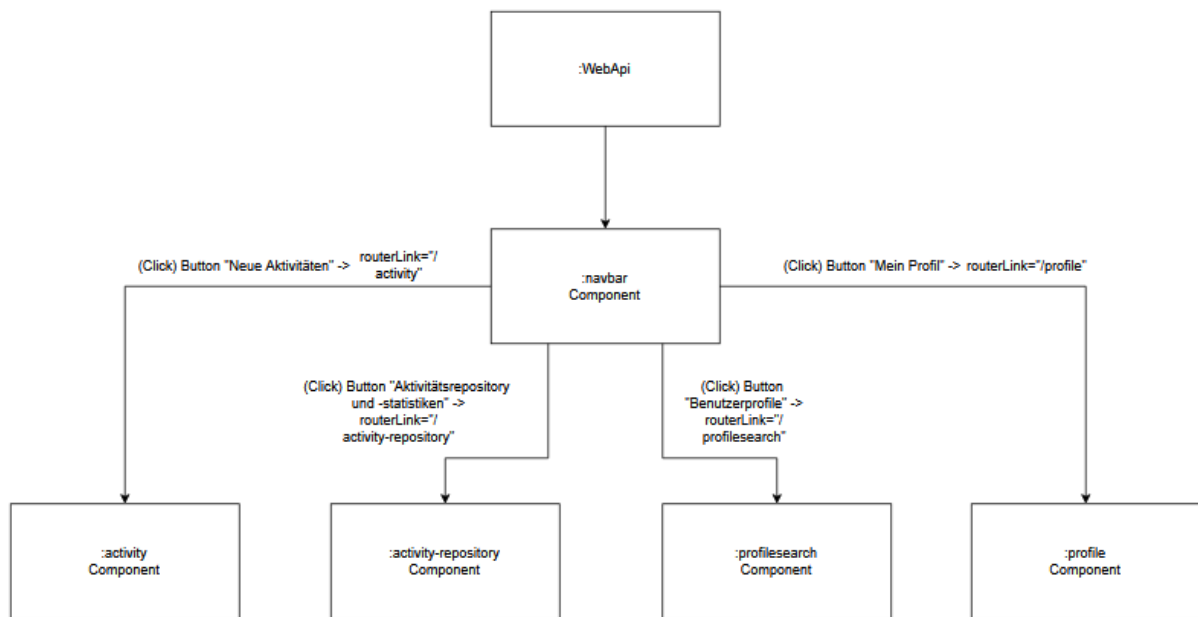 :WebApi
(Click) Button "Neue Aktivitäten" ->
routerLink="/
activity"
:navbar
Component
(Click) Button "Mein Profil" -> routerLink="/profile"
(Click) Button "Aktivitätsrepository
und -statistiken" ->
routerLink="/
activity-repository"
(Click) Button
"Benutzerprofile" ->
routerLink="/
profilesearch"
:activity
Component
:activity-repository
Component
:profilesearch
Component
:profile
Component